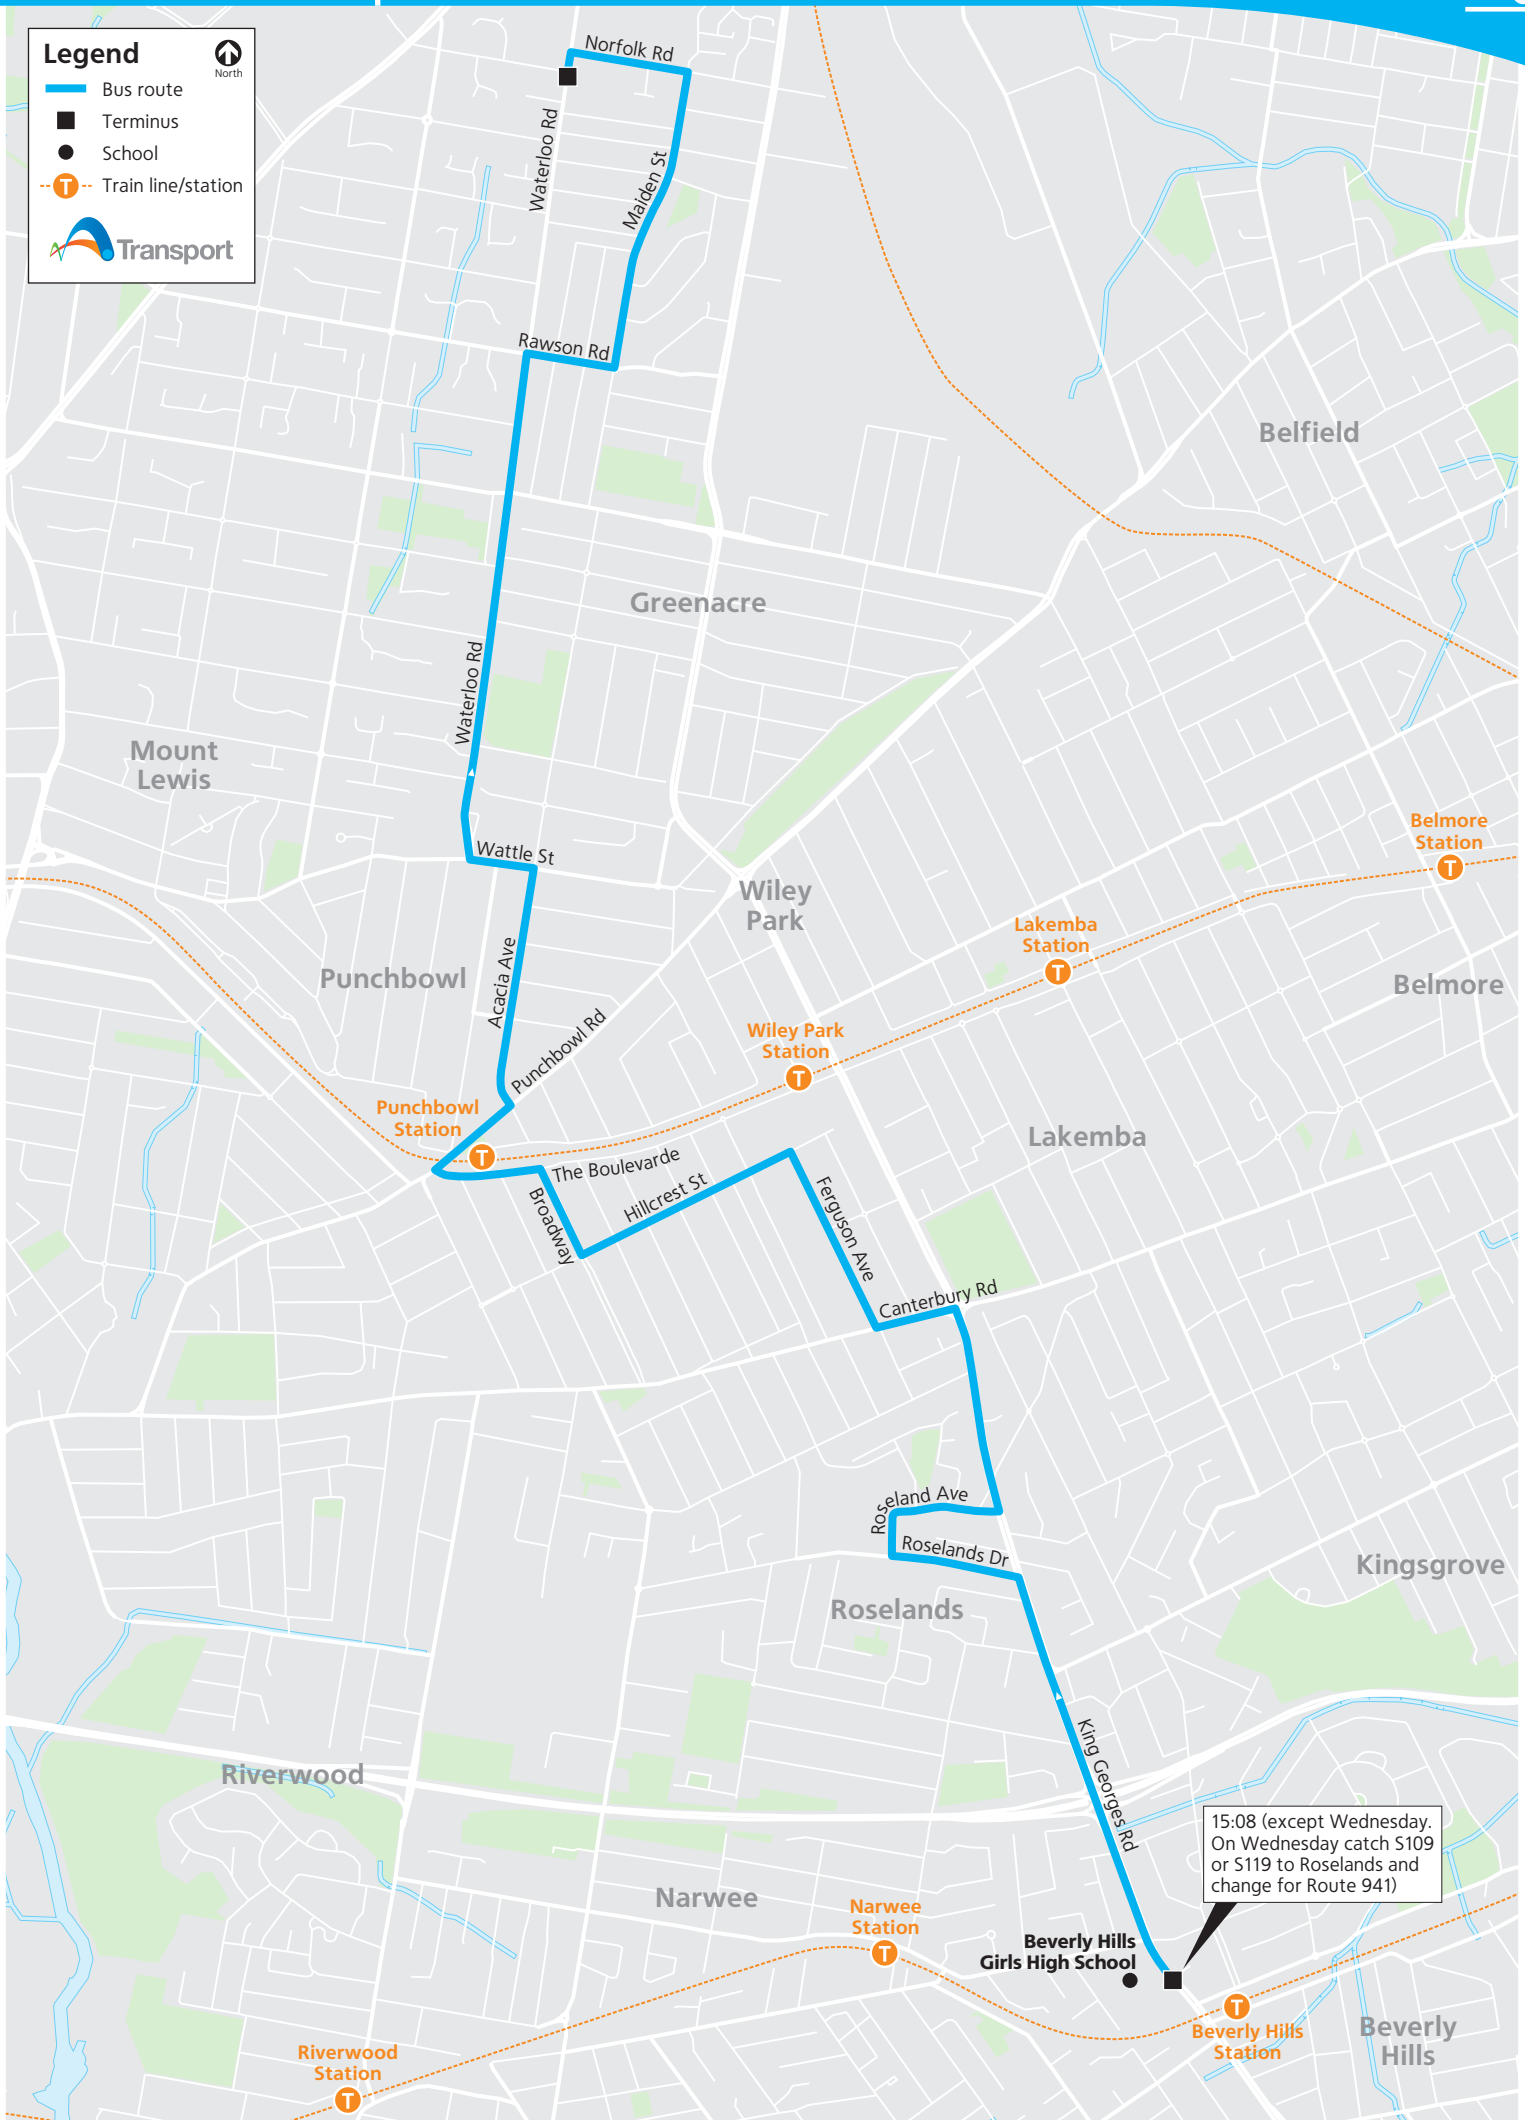 Legend
North
Bus route
Terminus
School
T
Train line/station
Transport
Norfolk Rd
Waterloo Rd
Maiden St
Rawson Rd
Belfield
Greenacre
Waterloo Rd
Mount
Lewis
Belmore
Station
T
Wattle St
Wiley
Park
Lakemba
Station
T
Punchbowl
Acacia Ave
Belmore
Punchbowl Rd
Wiley Park
Station
T
Punchbowl
Station
T
Lakemba
The Boulevarde
Broadway
Hillcrest St
Ferguson Ave
Canterbury Rd
Roseland Ave
Roselands Dr
Kingsgrove
Roselands
King Georges Rd
Riverwood
15:08 (except Wednesday.
On Wednesday catch S109
or S119 to Roselands and
change for Route 941)
Narwee
Narwee
Station
T
Beverly Hills
Girls High School
T
Beverly Hills
Station
Beverly
Hills
Riverwood
Station
T